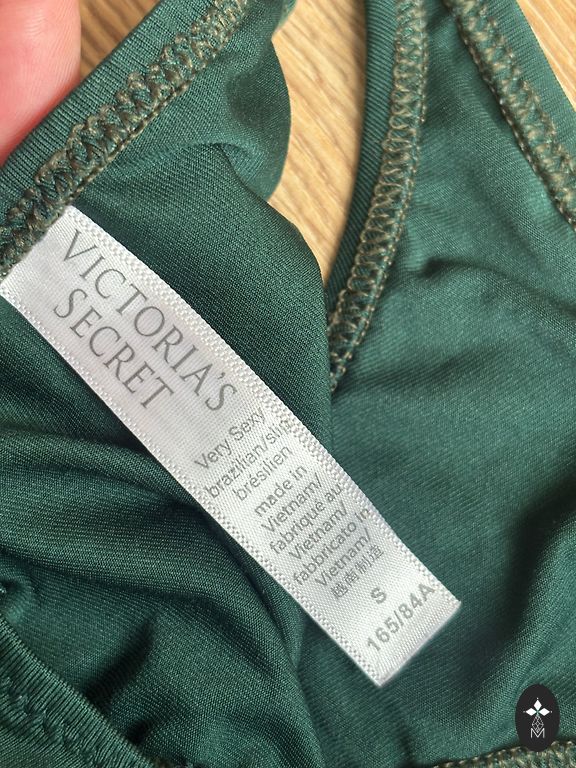 VICTORIA'S
SECRET
Very Sexy
brazilian/slip
brésilien
made in
Vietnam/
fabriqué au
Vietnam/
fabbricato in
Vietnam/
越南制造
S
165/84A
M